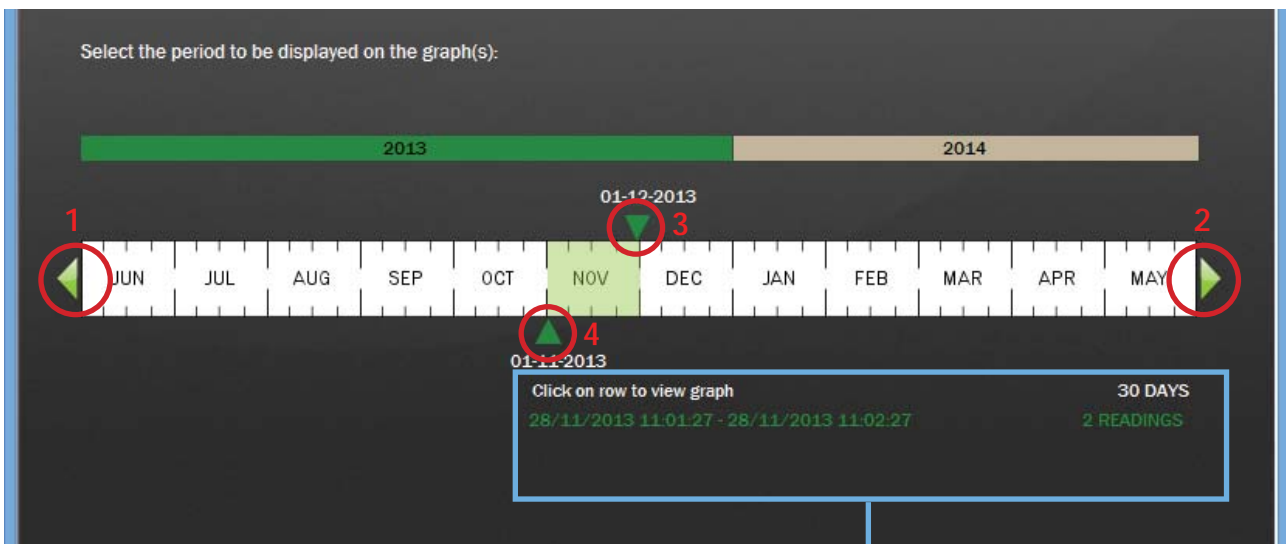 Select the period to be displayed on the graph(s):
2013 2014
01-12-2013
1 3 2
JUN JUL AUG SEP OCT NOV DEC JAN FEB MAR APR MAY
4
01-11-2013
Click on row to view graph 30 DAYS
28/11/2013 11:01:27 - 28/11/2013 11:02:27 2 READINGS